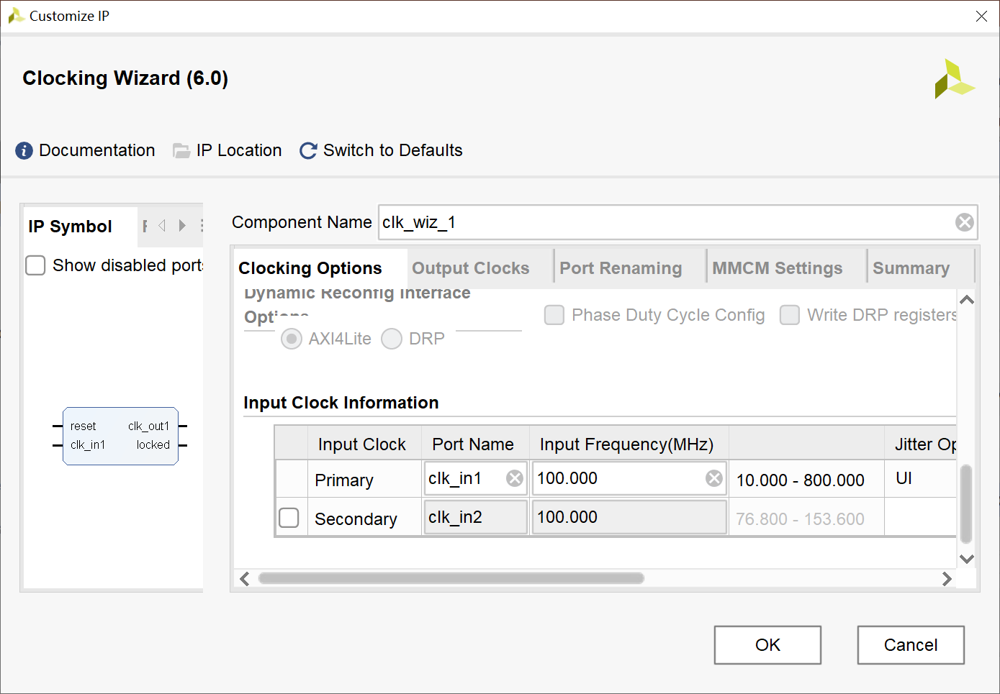 Customize IP
Clocking Wizard (6.0)
Documentation IP Location Switch to Defaults
IP Symbol
Show disabled ports
reset clk_out1
clk_in1 locked
Component Name clk_wiz_1
Clocking Options Output Clocks Port Renaming MMCM Settings Summary
Dynamic Reconfig Interface
Options
AXI4Lite DRP
Phase Duty Cycle Config Write DRP registers
Input Clock Information
Input Clock Port Name Input Frequency(MHz) Jitter Op
Primary clk_in1 100.000 10.000 - 800.000 UI
Secondary clk_in2 100.000 76.800 - 153.600
OK Cancel